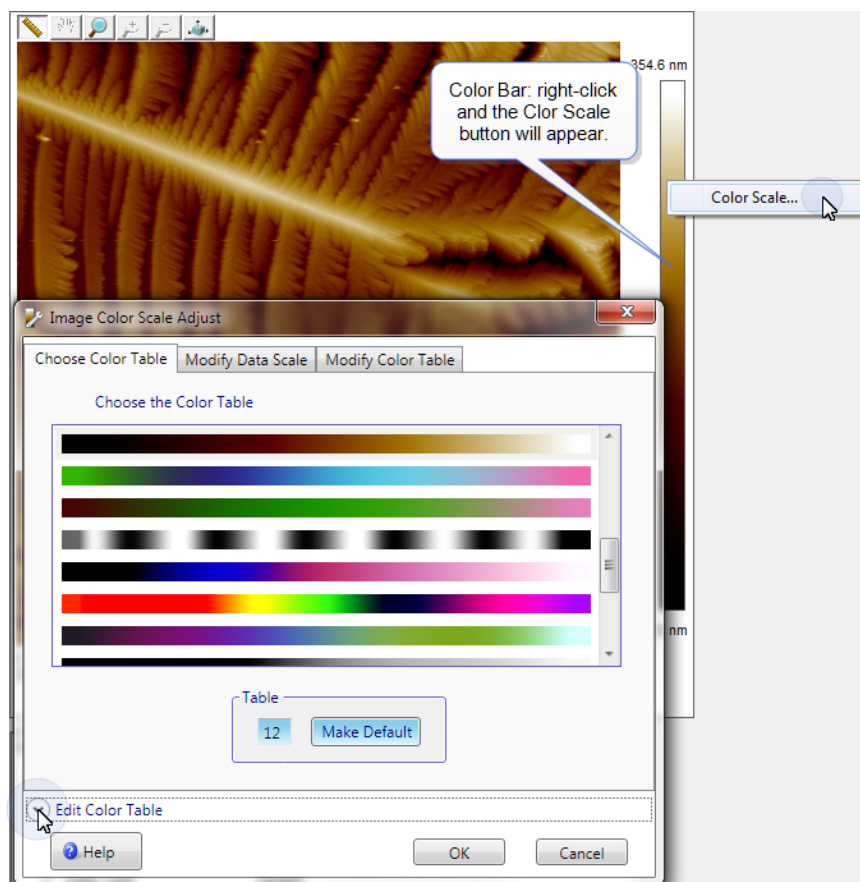 354.6 nm
Color Bar: right-click
and the Clor Scale
button will appear.
Color Scale...
Image Color Scale Adjust
Choose Color Table
Modify Data Scale
Modify Color Table
Choose the Color Table
nm
Table
12
Make Default
Edit Color Table
Help
OK
Cancel